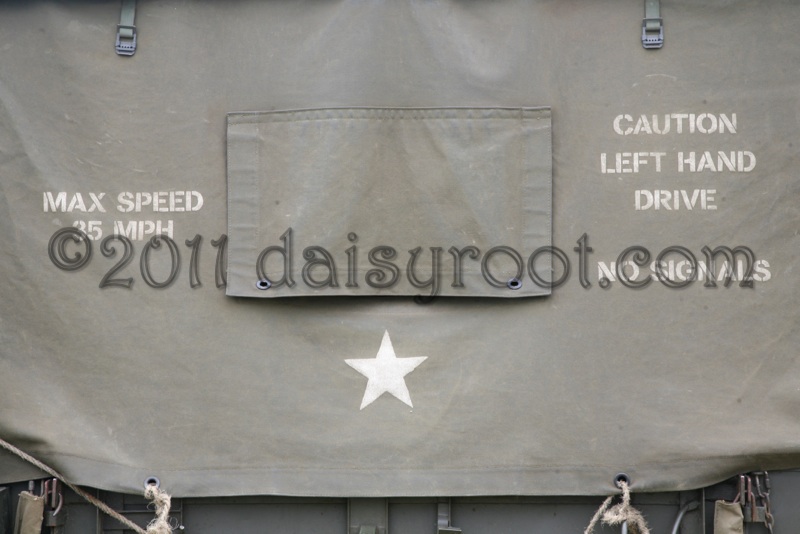 MAX SPEED
35 MPH
CAUTION
LEFT HAND
DRIVE
NO SIGNALS
©2011 daisyroot.com